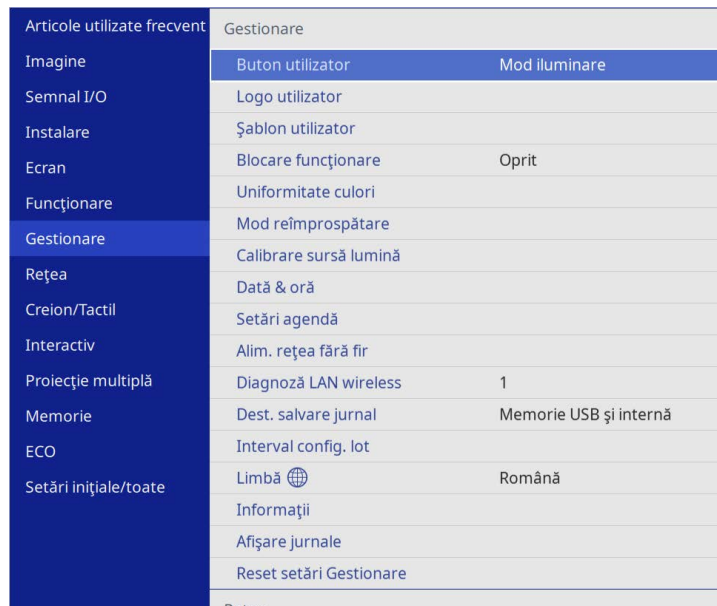 Articole utilizate frecvent
Imagine
Semnal I/O
Instalare
Ecran
Funcţionare
Gestionare
Reţea
Creion/Tactil
Interactiv
Proiecţie multiplă
Memorie
ECO
Setări iniţiale/toate
Gestionare
Buton utilizator Mod iluminare
Logo utilizator
Şablon utilizator
Blocare funcţionare Oprit
Uniformitate culori
Mod reîmprospătare
Calibrare sursă lumină
Dată & oră
Setări agendă
Alim. reţea fără fir
Diagnoză LAN wireless 1
Dest. salvare jurnal Memorie USB şi internă
Interval config. lot
Limbă Română
Informaţii
Afişare jurnale
Reset setări Gestionare